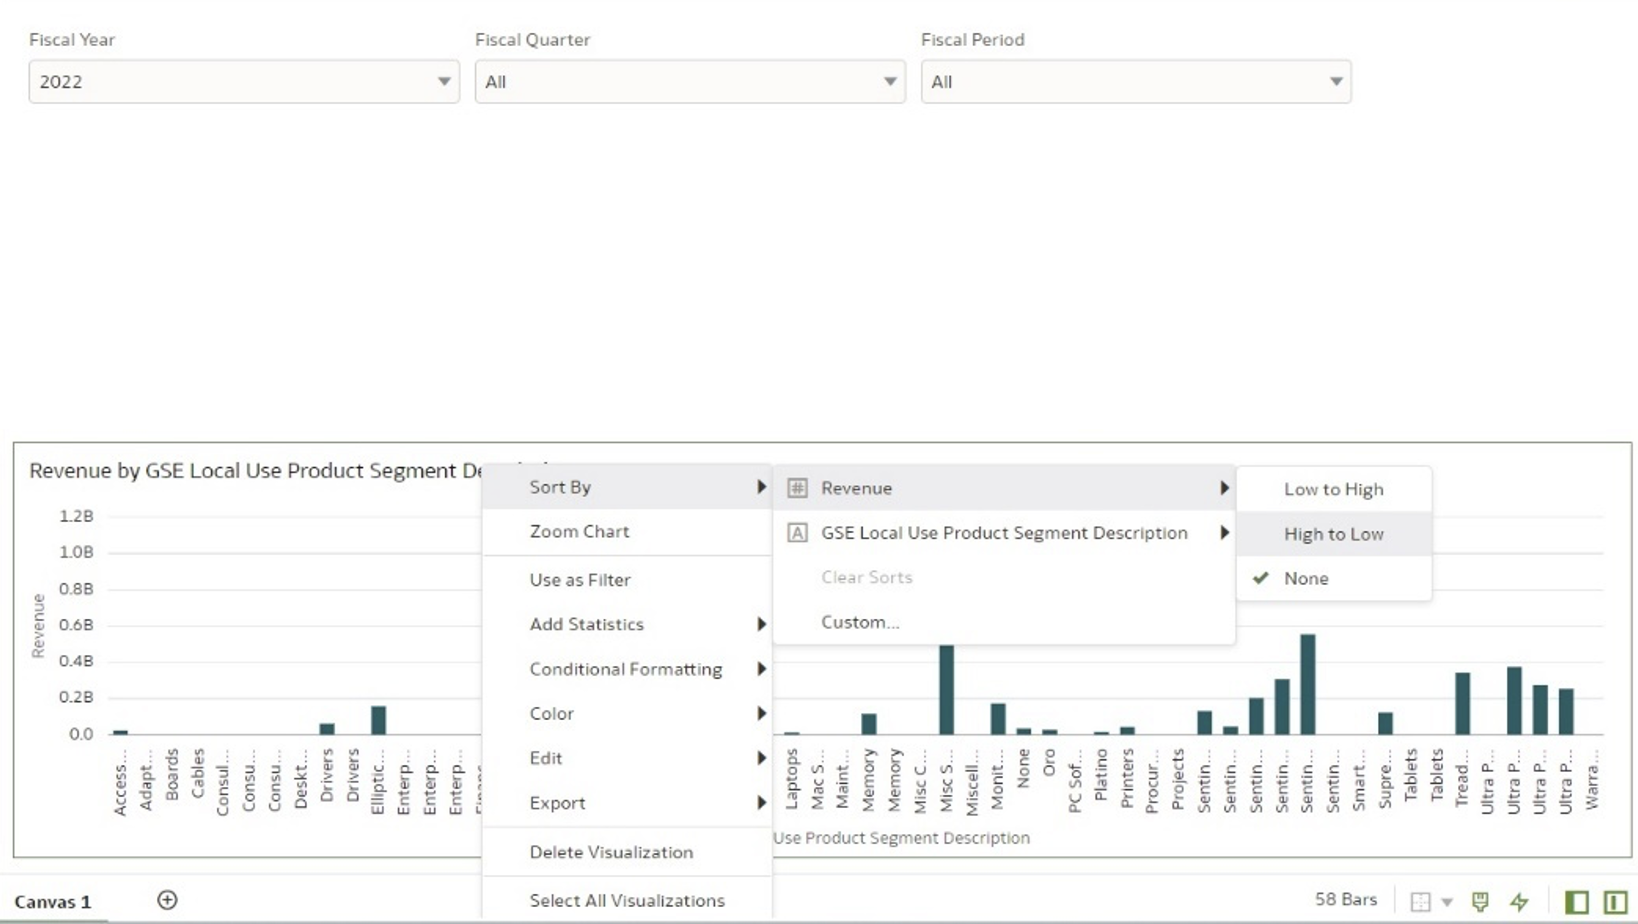 Fiscal Year
Fiscal Quarter
Fiscal Period
2022
All
All
Revenue by GSE Local Use Product Segment
Sort By
Zoom Chart
Use as Filter
Add Statistics
Conditional Formatting
Color
Edit
Export
Delete Visualization
Select All Visualizations
# Revenue
A GSE Local Use Product Segment Description
Clear Sorts
Custom...
Low to High
High to Low
None
Revenue
1.2B
1.0B
0.8B
0.6B
0.4B
0.2B
0.0
Access...
Adapt...
Boards
Cables
Consul...
Consu...
Consu...
Deskt...
Drivers
Drivers
Elliptic...
Enterp...
Enterp...
Enterp...
Laptops
Mac S...
Maint...
Memory
Memory
Misc C...
Misc S...
Miscell...
Monit...
None
Oro
PC Sof...
Platino
Printers
Procur...
Projects
Sentin...
Sentin...
Sentin...
Sentin...
Sentin...
Sentin...
Smart...
Supre...
Tablets
Tablets
Tread...
Ultra P...
Ultra P...
Ultra P...
Ultra P...
Warra...
Use Product Segment Description
Canvas 1
58 Bars